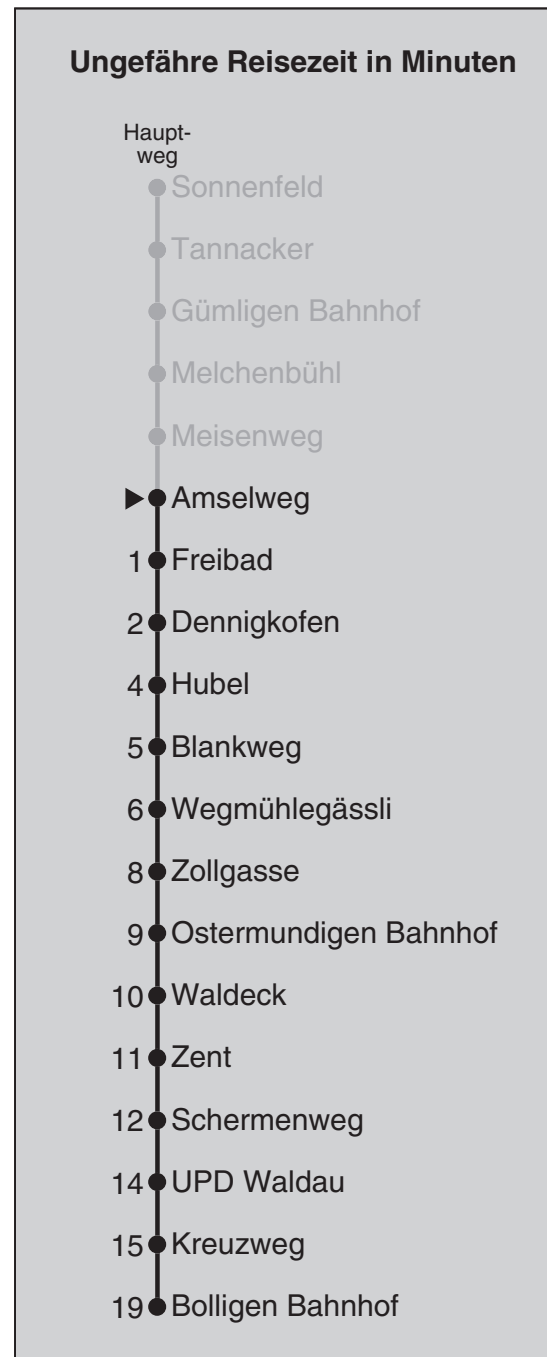 Ungefähre Reisezeit in Minuten
Haupt-
weg
Sonnenfeld
Tannacker
Gümligen Bahnhof
Melchenbühl
Meisenweg
Amselweg
1 Freibad
2 Dennigkofen
4 Hubel
5 Blankweg
6 Wegmühlegässli
8 Zollgasse
9 Ostermundigen Bahnhof
10 Waldeck
11 Zent
12 Schermenweg
14 UPD Waldau
15 Kreuzweg
19 Bolligen Bahnhof